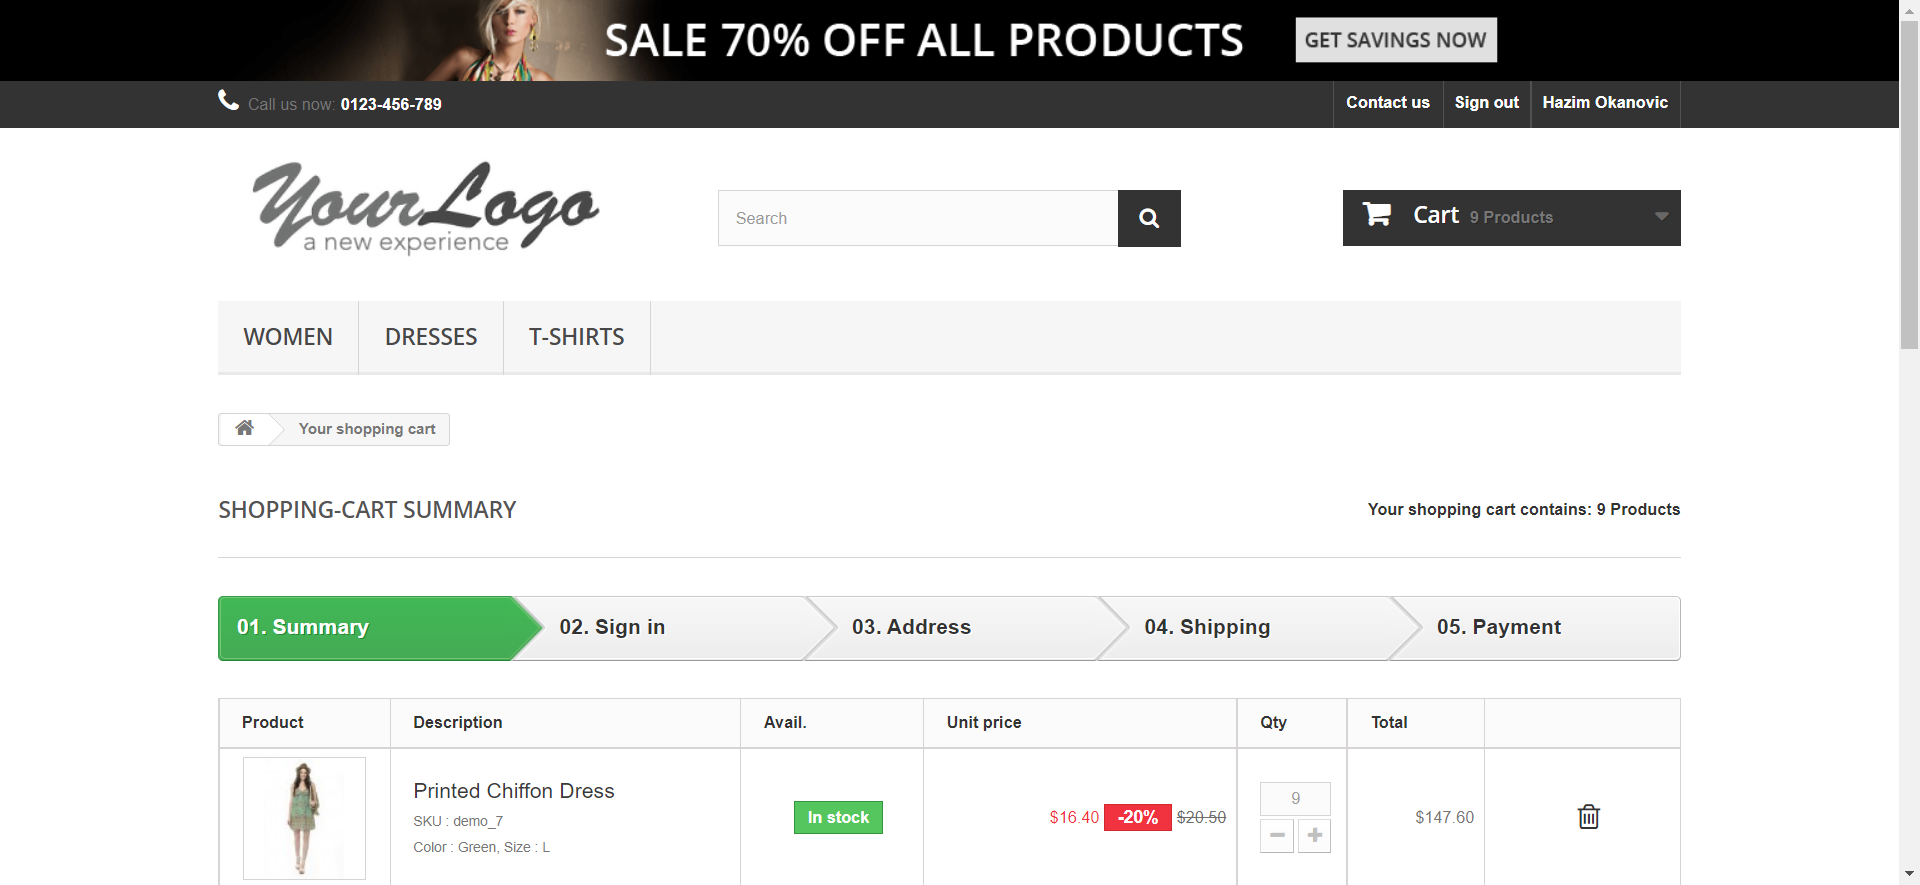 SALE 70% OFF ALL PRODUCTS GET SAVINGS NOW
Call us now: 0123-456-789 Contact us Sign out Hazim Okanovic
YourLogo
a new experience
Search
Cart 9 Products
WOMEN DRESSES T-SHIRTS
Your shopping cart
SHOPPING-CART SUMMARY Your shopping cart contains: 9 Products
01. Summary 02. Sign in 03. Address 04. Shipping 05. Payment
Product Description Avail. Unit price Qty Total
Printed Chiffon Dress
SKU : demo_7
Color : Green, Size : L
In stock
$16.40 -20% $20.50
9
$147.60